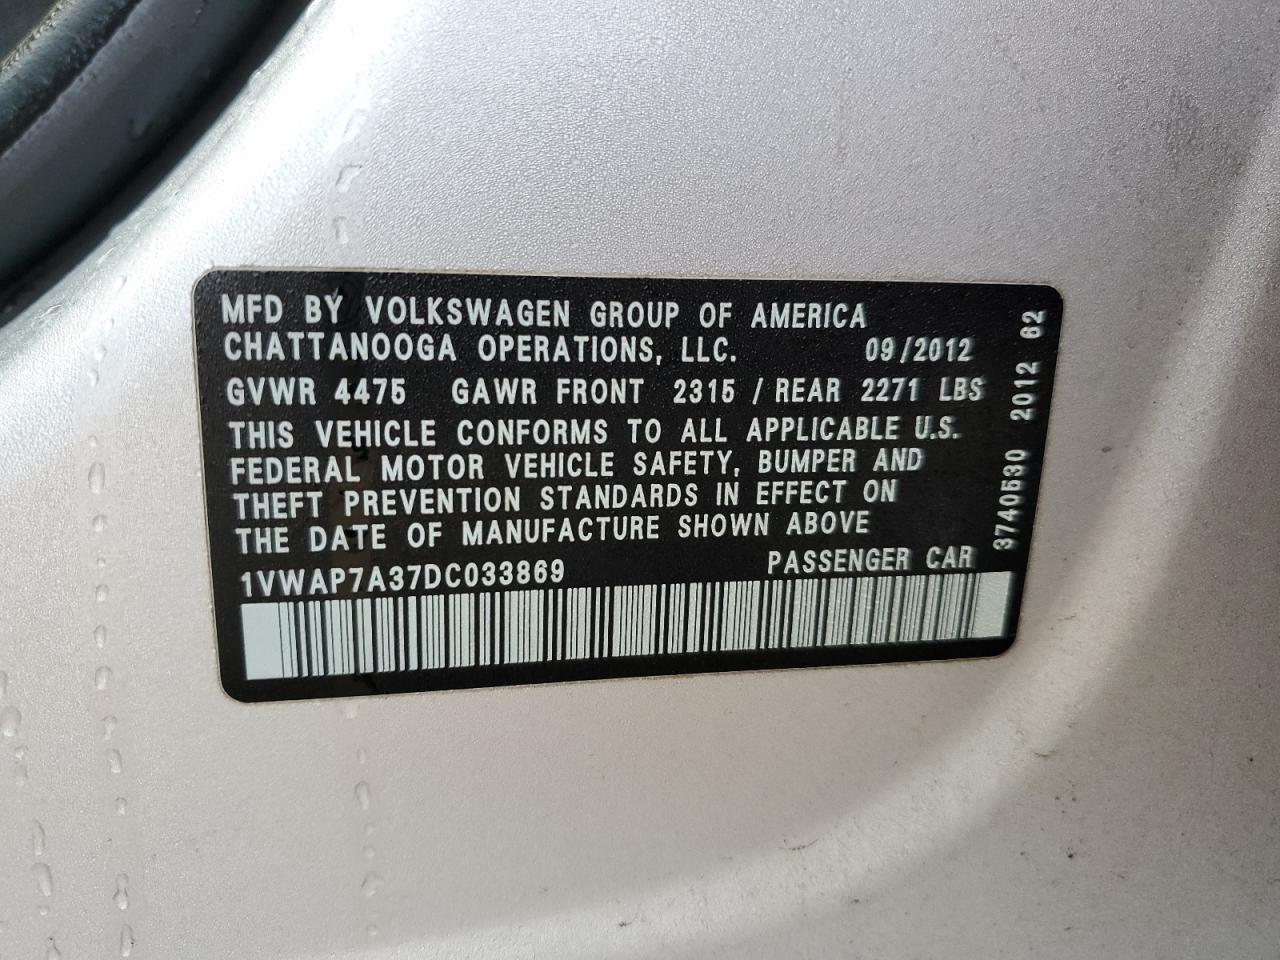 MFD BY VOLKSWAGEN GROUP OF AMERICA
CHATTANOOGA OPERATIONS, LLC. 09/2012
GVWR 4475 GAWR FRONT 2315 / REAR 2271 LBS
THIS VEHICLE CONFORMS TO ALL APPLICABLE U.S.
FEDERAL MOTOR VEHICLE SAFETY, BUMPER AND
THEFT PREVENTION STANDARDS IN EFFECT ON
THE DATE OF MANUFACTURE SHOWN ABOVE
1VWAP7A37DC033869 PASSENGER CAR
3740530 2012 62